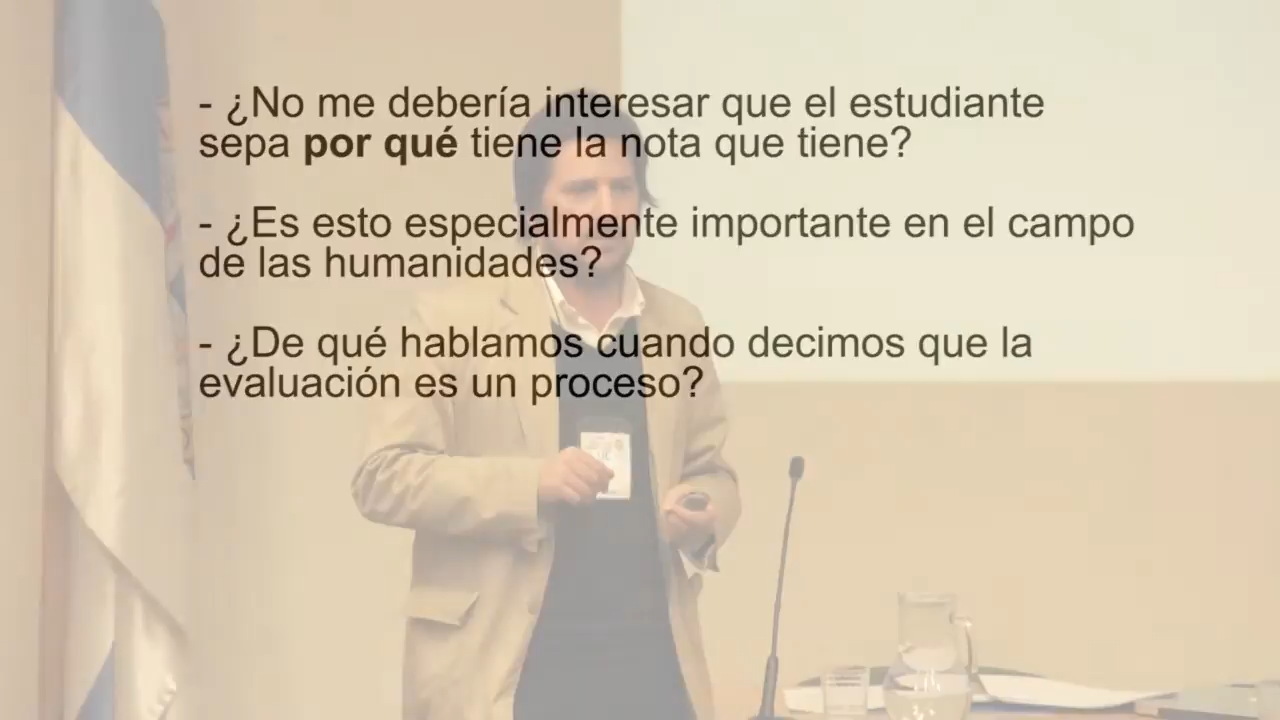 - ¿No me debería interesar que el estudiante
sepa por qué tiene la nota que tiene?
- ¿Es esto especialmente importante en el campo
de las humanidades?
- ¿De qué hablamos cuando decimos que la
evaluación es un proceso?